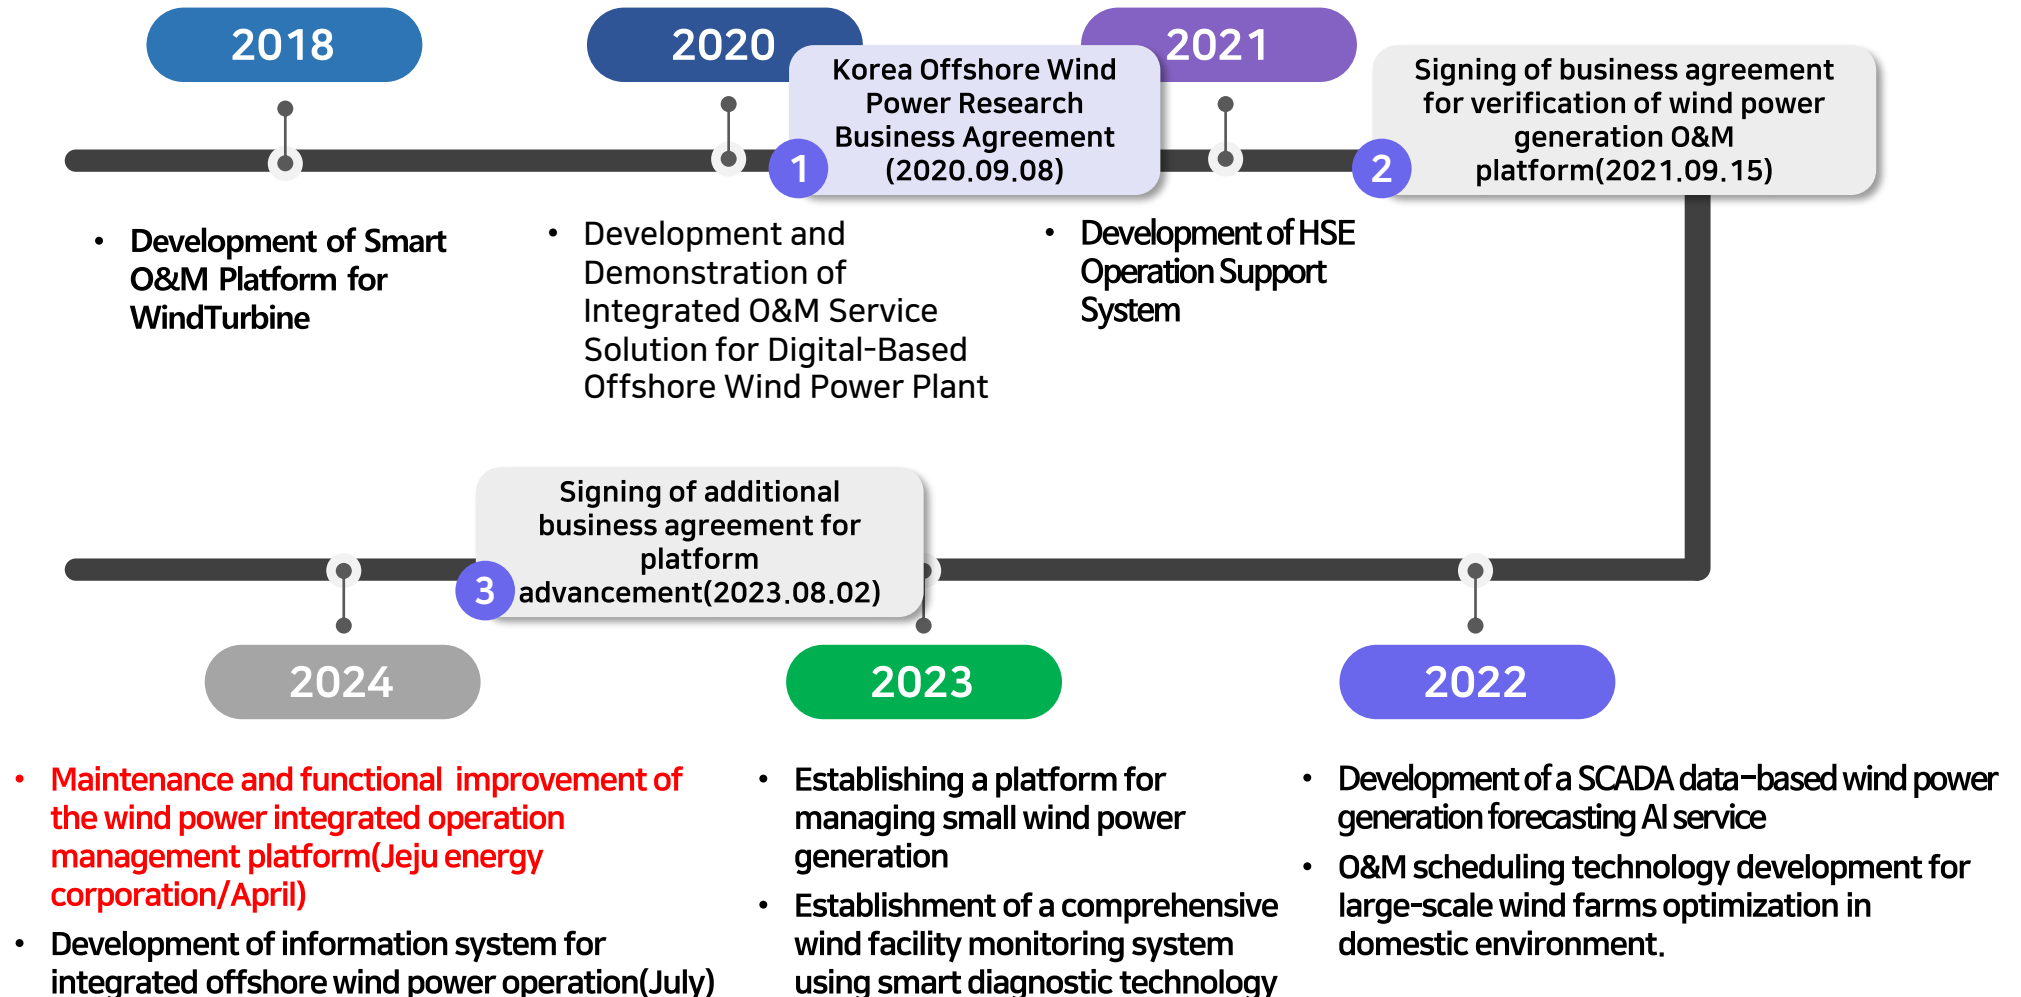 2018
2020
2021
Korea Offshore Wind
Power Research
Business Agreement
(2020.09.08)
1
Signing of business agreement
for verification of wind power
generation O&M
platform(2021.09.15)
2
• Development of Smart
O&M Platform for
WindTurbine
• Development and
Demonstration of
Integrated O&M Service
Solution for Digital-Based
Offshore Wind Power Plant
• Development of HSE
Operation Support
System
Signing of additional
business agreement for
platform
advancement(2023.08.02)
3
2024
2023
2022
• Maintenance and functional improvement of
the wind power integrated operation
management platform(Jeju energy
corporation/April)
• Development of information system for
integrated offshore wind power operation(July)
• Establishing a platform for
managing small wind power
generation
• Establishment of a comprehensive
wind facility monitoring system
using smart diagnostic technology
• Development of a SCADA data-based wind power
generation forecasting AI service
• O&M scheduling technology development for
large-scale wind farms optimization in
domestic environment.